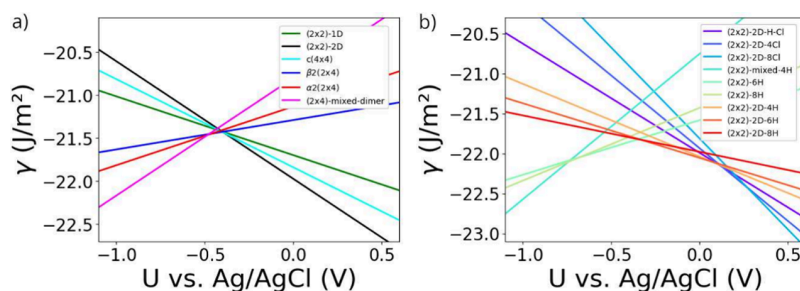 a)
(2x2)-1D
(2x2)-2D
c(4x4)
β2(2x4)
α2(2x4)
(2x4)-mixed-dimer
−20.5
−21.0
−21.5
−22.0
−22.5
γ (J/m²)
−1.0 −0.5 0.0 0.5
U vs. Ag/AgCl (V)
b)
(2x2)-2D-H-Cl
(2x2)-2D-4Cl
(2x2)-2D-8Cl
(2x2)-mixed-4H
(2x2)-6H
(2x2)-8H
(2x2)-2D-4H
(2x2)-2D-6H
(2x2)-2D-8H
−20.5
−21.0
−21.5
−22.0
−22.5
−23.0
γ (J/m²)
−1.0 −0.5 0.0 0.5
U vs. Ag/AgCl (V)